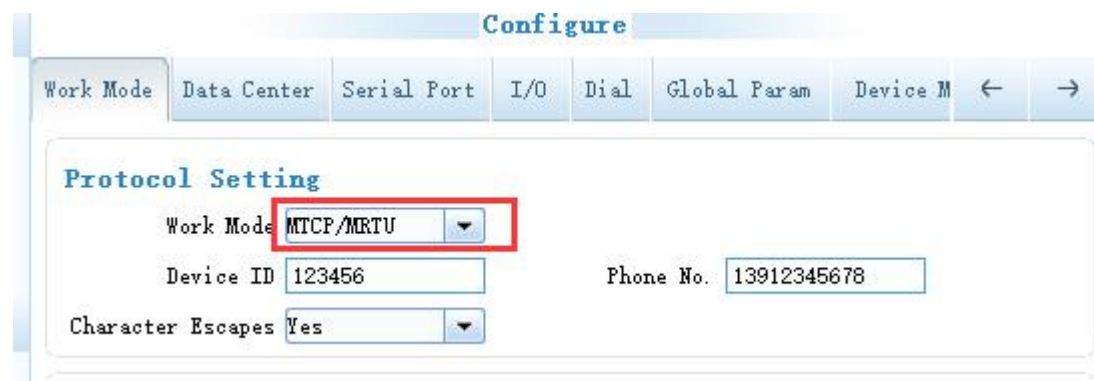 Configure
Work Mode Data Center Serial Port I/O Dial Global Param Device M ← →
Protocol Setting
Work Mode MTCP/MRTU
Device ID 123456 Phone No. 13912345678
Character Escapes Yes